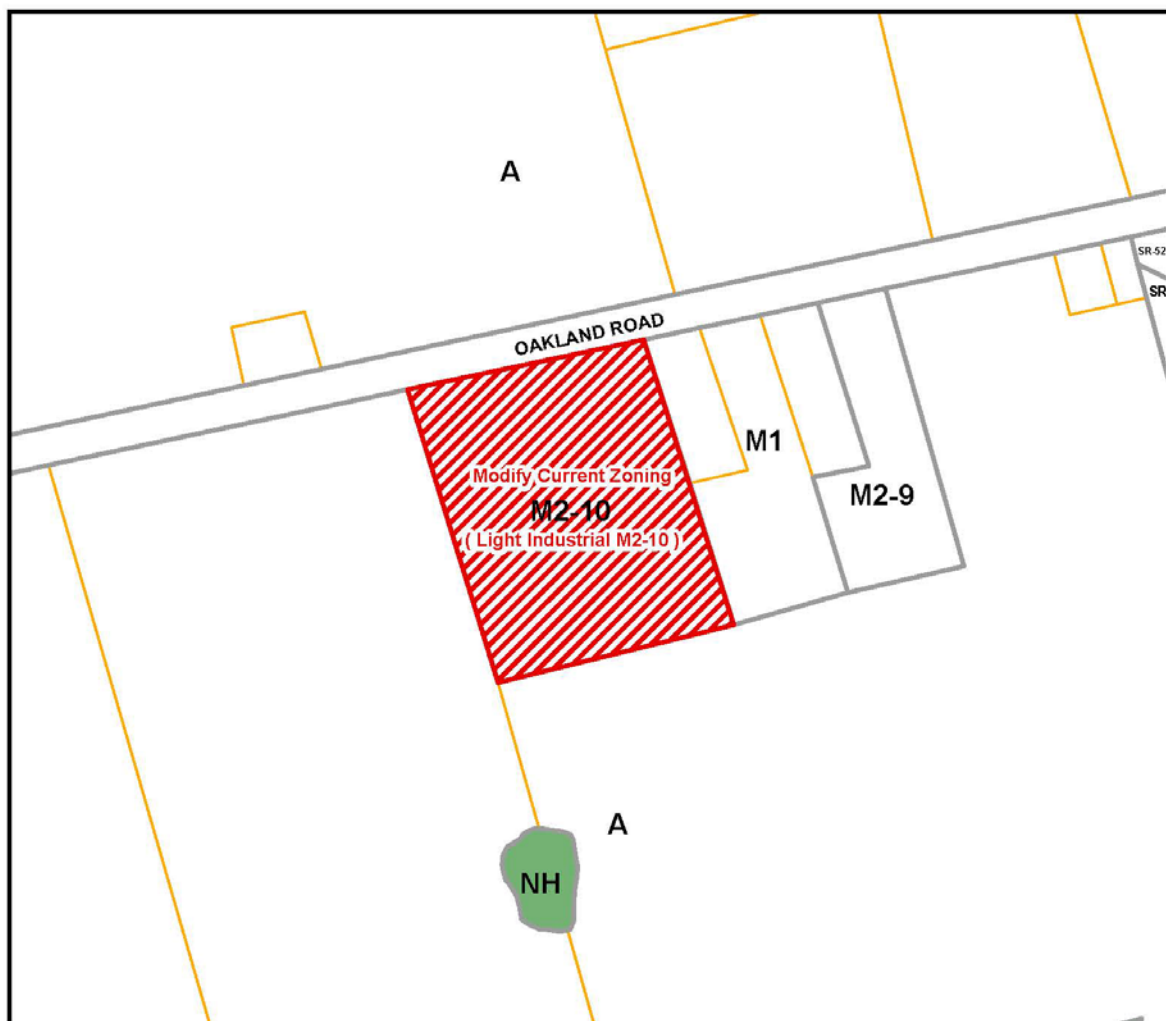 A
SR-52
SR
OAKLAND ROAD
M1
Modify Current Zoning
M2-10
( Light Industrial M2-10 )
M2-9
A
NH